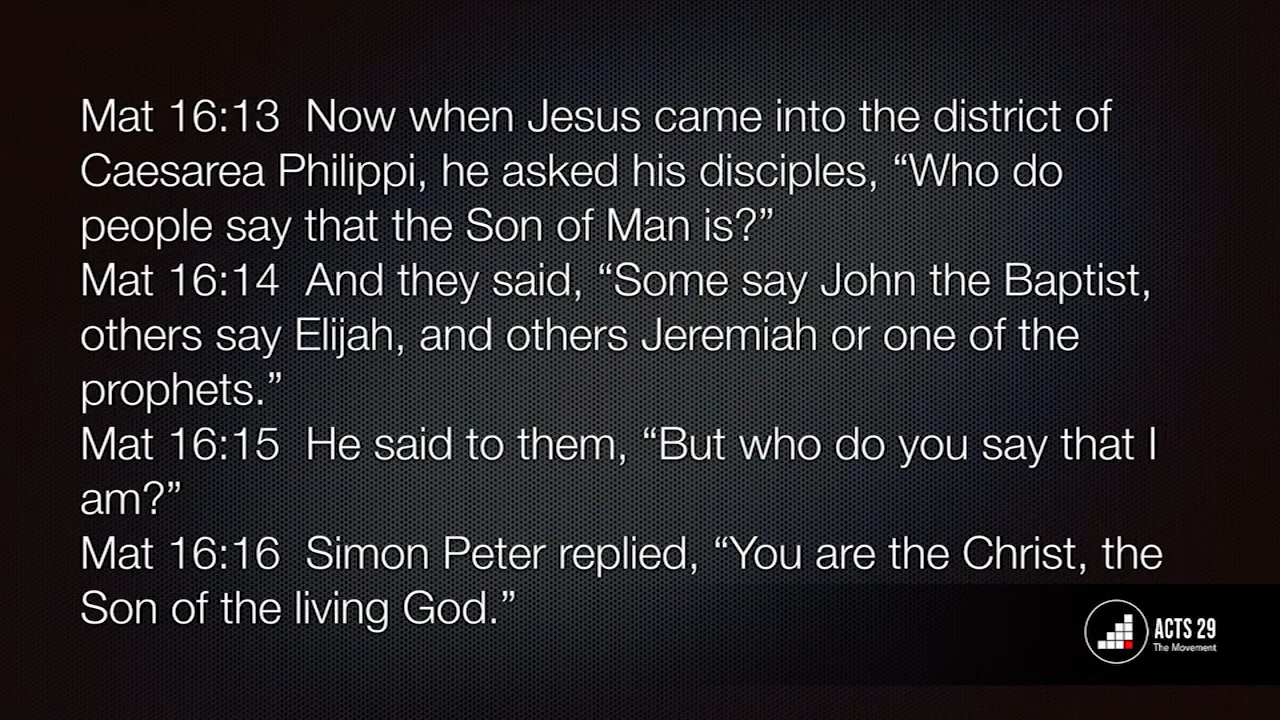 Mat 16:13  Now when Jesus came into the district of
Caesarea Philippi, he asked his disciples, “Who do
people say that the Son of Man is?”
Mat 16:14  And they said, “Some say John the Baptist,
others say Elijah, and others Jeremiah or one of the
prophets.”
Mat 16:15  He said to them, “But who do you say that I
am?”
Mat 16:16  Simon Peter replied, “You are the Christ, the
Son of the living God.”
ACTS 29
The Movement